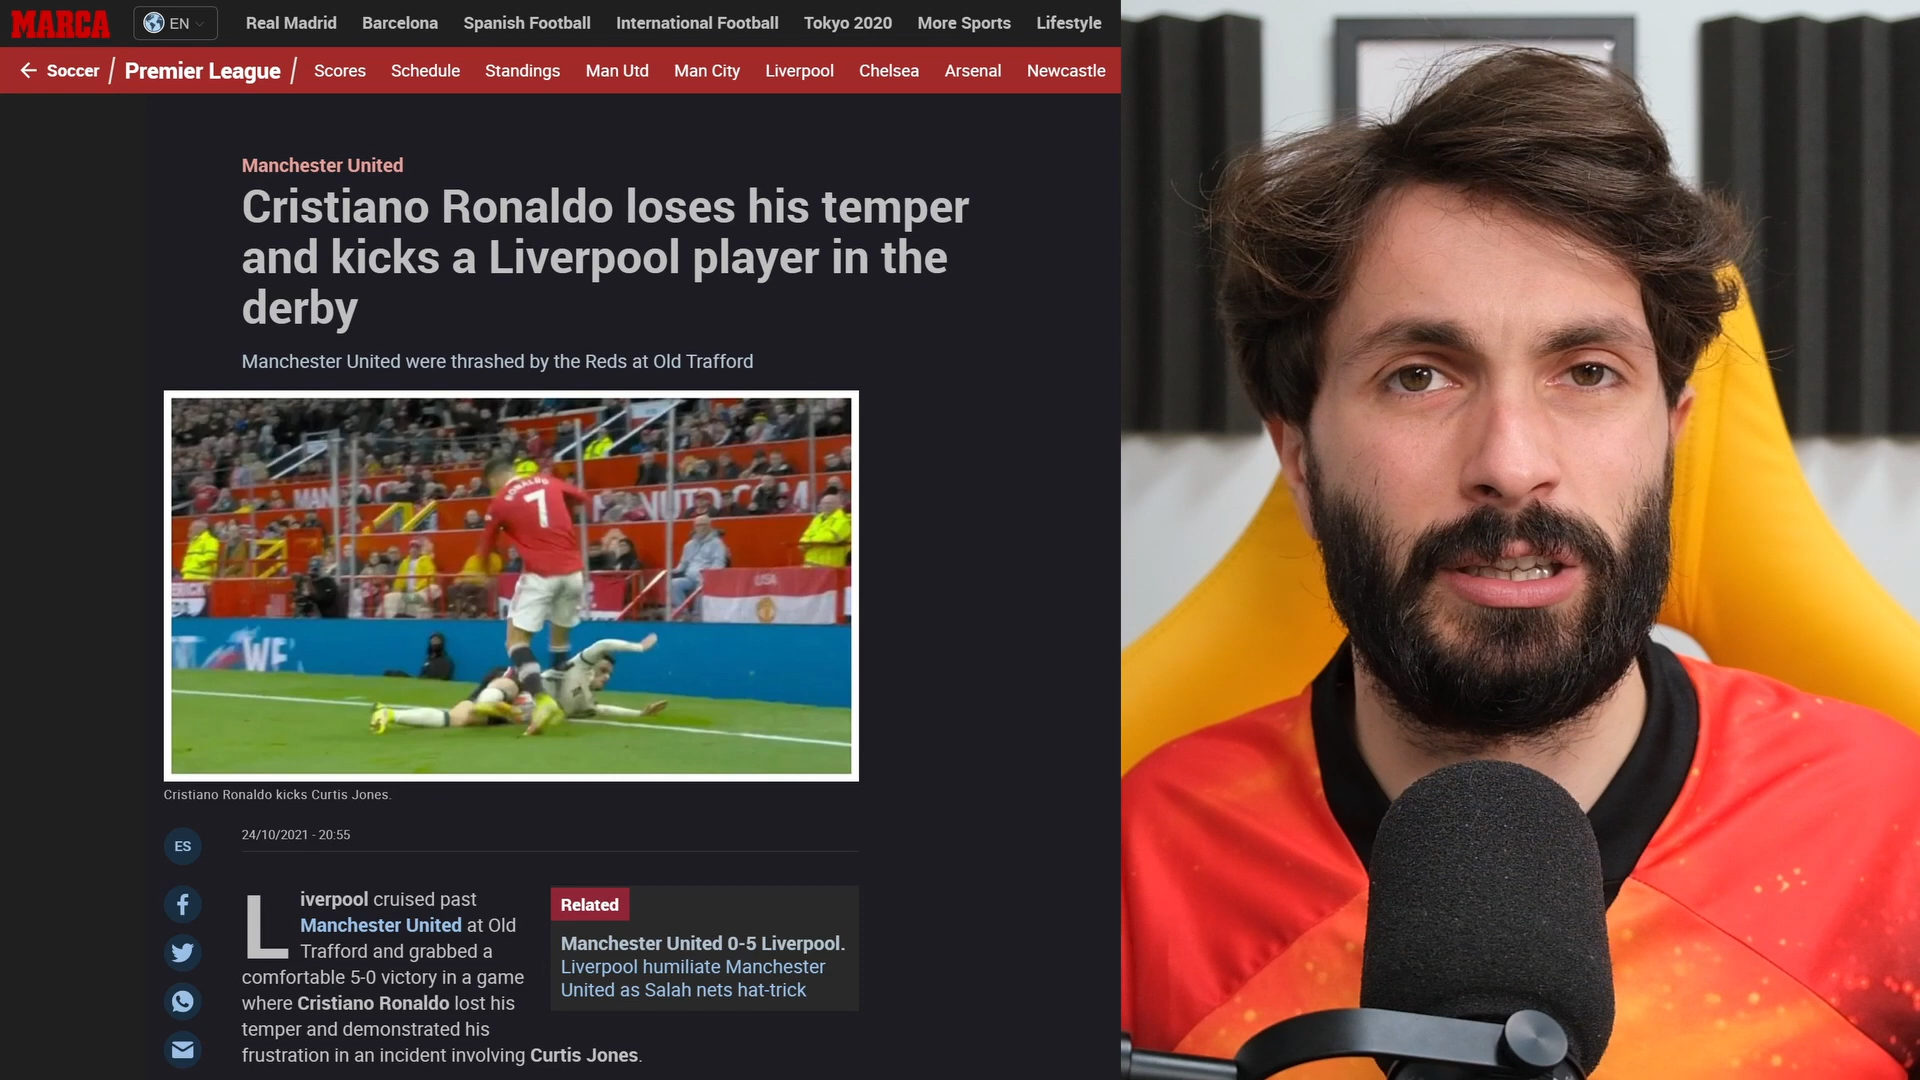 MARCA
EN
Real Madrid Barcelona Spanish Football International Football Tokyo 2020 More Sports Lifestyle
Soccer / Premier League / Scores Schedule Standings Man Utd Man City Liverpool Chelsea Arsenal Newcastle
Manchester United
Cristiano Ronaldo loses his temper
and kicks a Liverpool player in the
derby
Manchester United were thrashed by the Reds at Old Trafford
RONALDO
7
USA
WE
Cristiano Ronaldo kicks Curtis Jones.
24/10/2021 - 20:55
ES
Liverpool cruised past
Manchester United at Old
Trafford and grabbed a
comfortable 5-0 victory in a game
where Cristiano Ronaldo lost his
temper and demonstrated his
frustration in an incident involving Curtis Jones.
Related
Manchester United 0-5 Liverpool.
Liverpool humiliate Manchester
United as Salah nets hat-trick